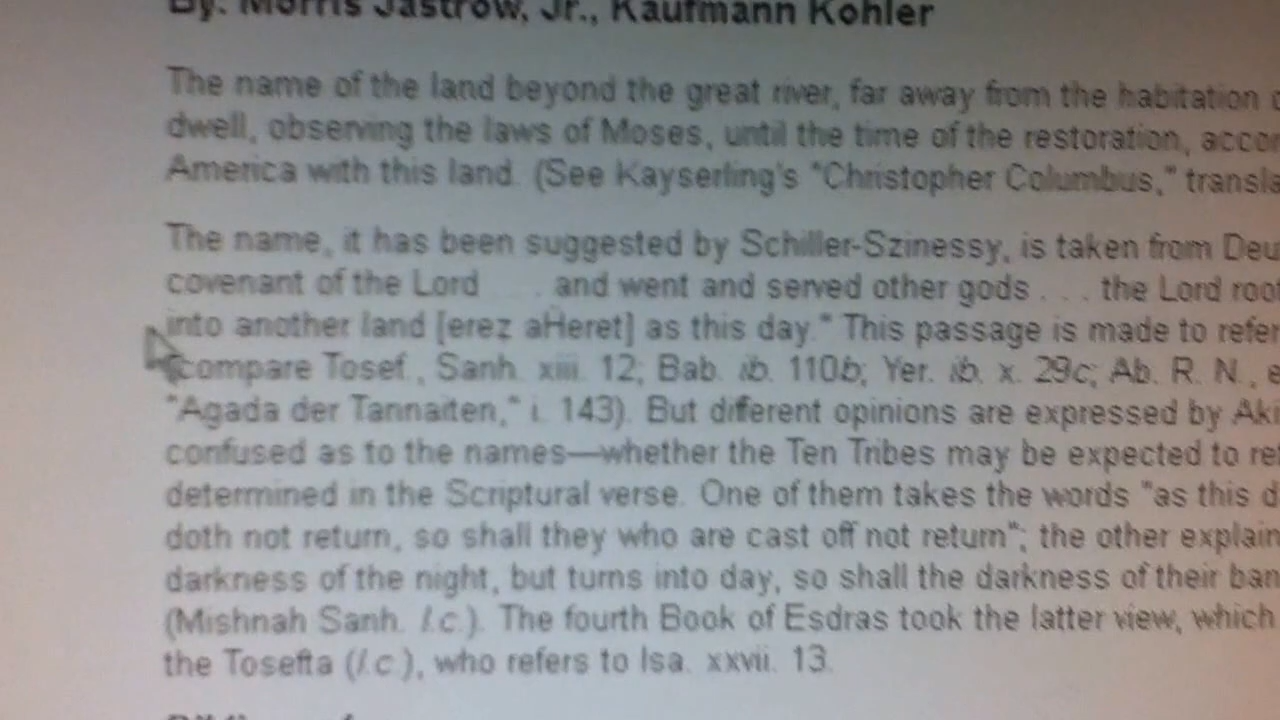 By: Morris Jastrow, Jr., Kaufmann Kohler
The name of the land beyond the great river, far away from the habitation
dwell, observing the laws of Moses, until the time of the restoration, accor
America with this land. (See Kayserling's "Christopher Columbus," transla
The name, it has been suggested by Schiller-Szinessy, is taken from Deu
covenant of the Lord . . . and went and served other gods . . . the Lord roo
into another land [erez aHeret] as this day." This passage is made to refer
(compare Tosef., Sanh. xiii. 12; Bab. ib. 110b; Yer. ib. x. 29c; Ab. R. N., e
"Agada der Tannaiten," i. 143). But different opinions are expressed by Aki
confused as to the names—whether the Ten Tribes may be expected to ret
determined in the Scriptural verse. One of them takes the words "as this d
doth not return, so shall they who are cast off not return"; the other explain
darkness of the night, but turns into day, so shall the darkness of their ban
(Mishnah Sanh. l.c.). The fourth Book of Esdras took the latter view, which
the Tosefta (l.c.), who refers to Isa. xxvii. 13.